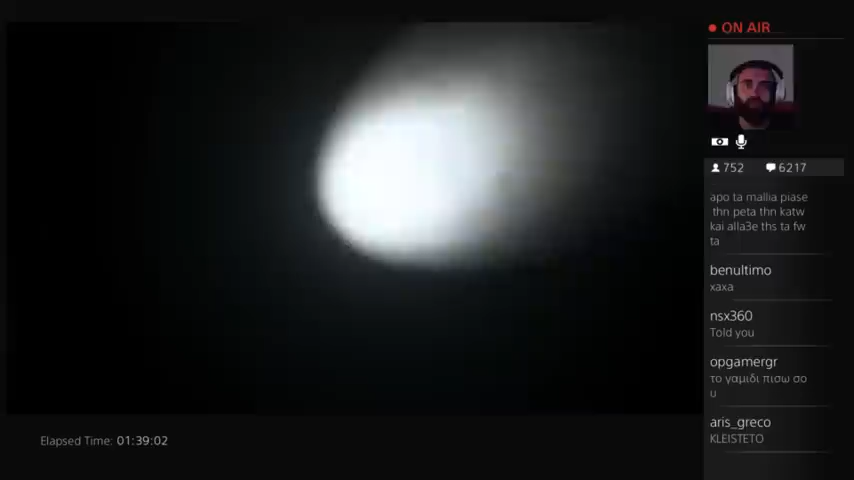 ON AIR
752 6217
apo ta mallia piase
thn peta thn katw
kai alla3e ths ta fw
ta
benultimo
xaxa
nsx360
Told you
opgamergr
το γαμιδι πισω σο
υ
aris_greco
KLEISTETO
Elapsed Time: 01:39:02